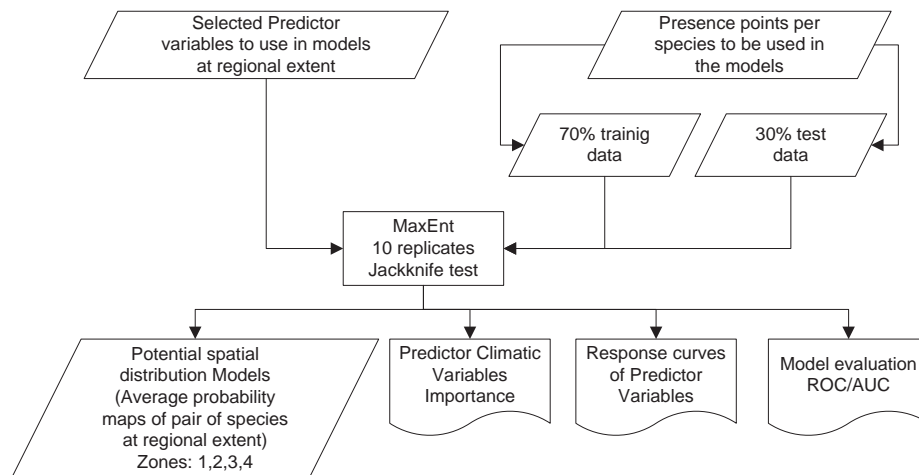 Selected Predictor
variables to use in models
at regional extent
Presence points per
species to be used in
the models
70% trainig
data
30% test
data
MaxEnt
10 replicates
Jackknife test
Potential spatial
distribution Models
(Average probability
maps of pair of species
at regional extent)
Zones: 1,2,3,4
Predictor Climatic
Variables
Importance
Response curves
of Predictor
Variables
Model evaluation
ROC/AUC